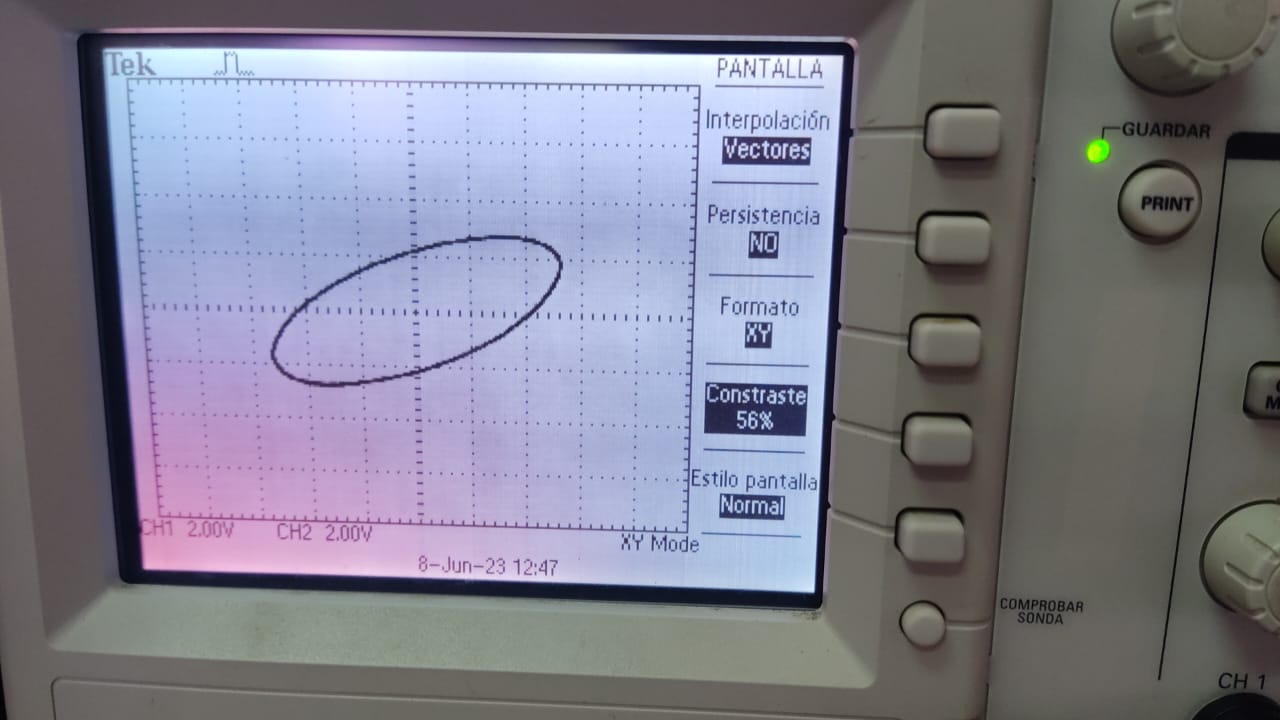 Tek
PANTALLA
Interpolación
Vectores
Persistencia
NO
Formato
XY
Constraste
56%
Estilo pantalla
Normal
CH1 2.00V CH2 2.00V
XY Mode
8-Jun-23 12:47
GUARDAR
PRINT
COMPROBAR
SONDA
CH 1